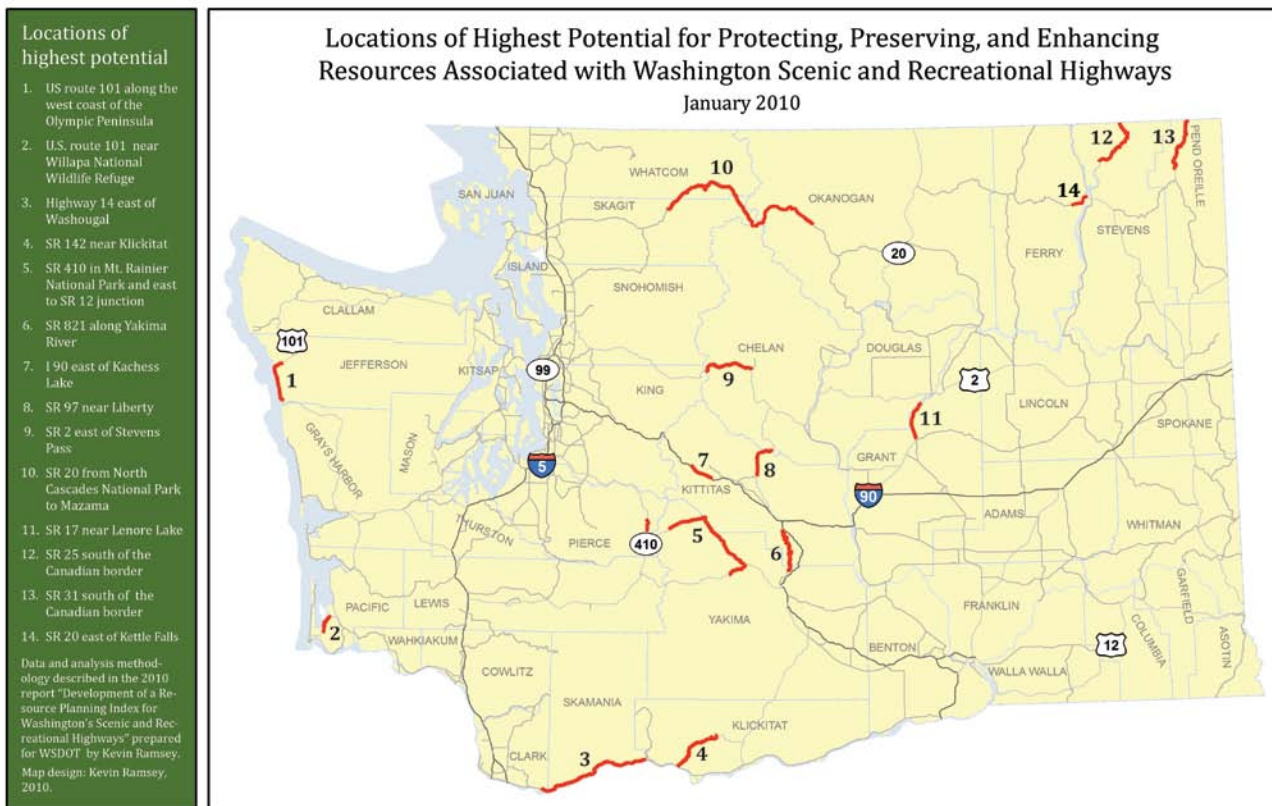 Locations of
highest potential
1. US route 101 along the
west coast of the
Olympic Peninsula
2. U.S. route 101 near
Willapa National
Wildlife Refuge
3. Highway 14 east of
Washougal
4. SR 142 near Klickitat
5. SR 410 in Mt. Rainier
National Park and east
to SR 12 junction
6. SR 821 along Yakima
River
7. I 90 east of Kachess
Lake
8. SR 97 near Liberty
9. SR 2 east of Stevens
Pass
10. SR 20 from North
Cascades National Park
to Mazama
11. SR 17 near Lenore Lake
12. SR 25 south of the
Canadian border
13. SR 31 south of the
Canadian border
14. SR 20 east of Kettle Falls
Data and analysis method-
ology described in the 2010
report "Development of a Re-
source Planning Index for
Washington's Scenic and Rec-
reational Highways" prepared
for WSDOT by Kevin Ramsey.
Map design: Kevin Ramsey,
2010.
Locations of Highest Potential for Protecting, Preserving, and Enhancing
Resources Associated with Washington Scenic and Recreational Highways
January 2010
12
13
PEND OREILLE
10
WHATCOM
OKANOGAN
SAN JUAN
SKAGIT
14
STEVENS
FERRY
20
ISLAND
SNOHOMISH
CLALLAM
101
JEFFERSON
KITSAP
99
CHELAN
DOUGLAS
1
KING
9
2
LINCOLN
SPOKANE
11
GRAYS HARBOR
MASON
5
7
8
GRANT
KITTITAS
90
ADAMS
THURSTON
PIERCE
410
5
6
WHITMAN
PACIFIC
LEWIS
2
WAHKIAKUM
YAKIMA
FRANKLIN
GARFIELD
COLUMBIA
ASOTIN
BENTON
12
WALLA WALLA
COWLITZ
SKAMANIA
KLICKITAT
CLARK
3
4